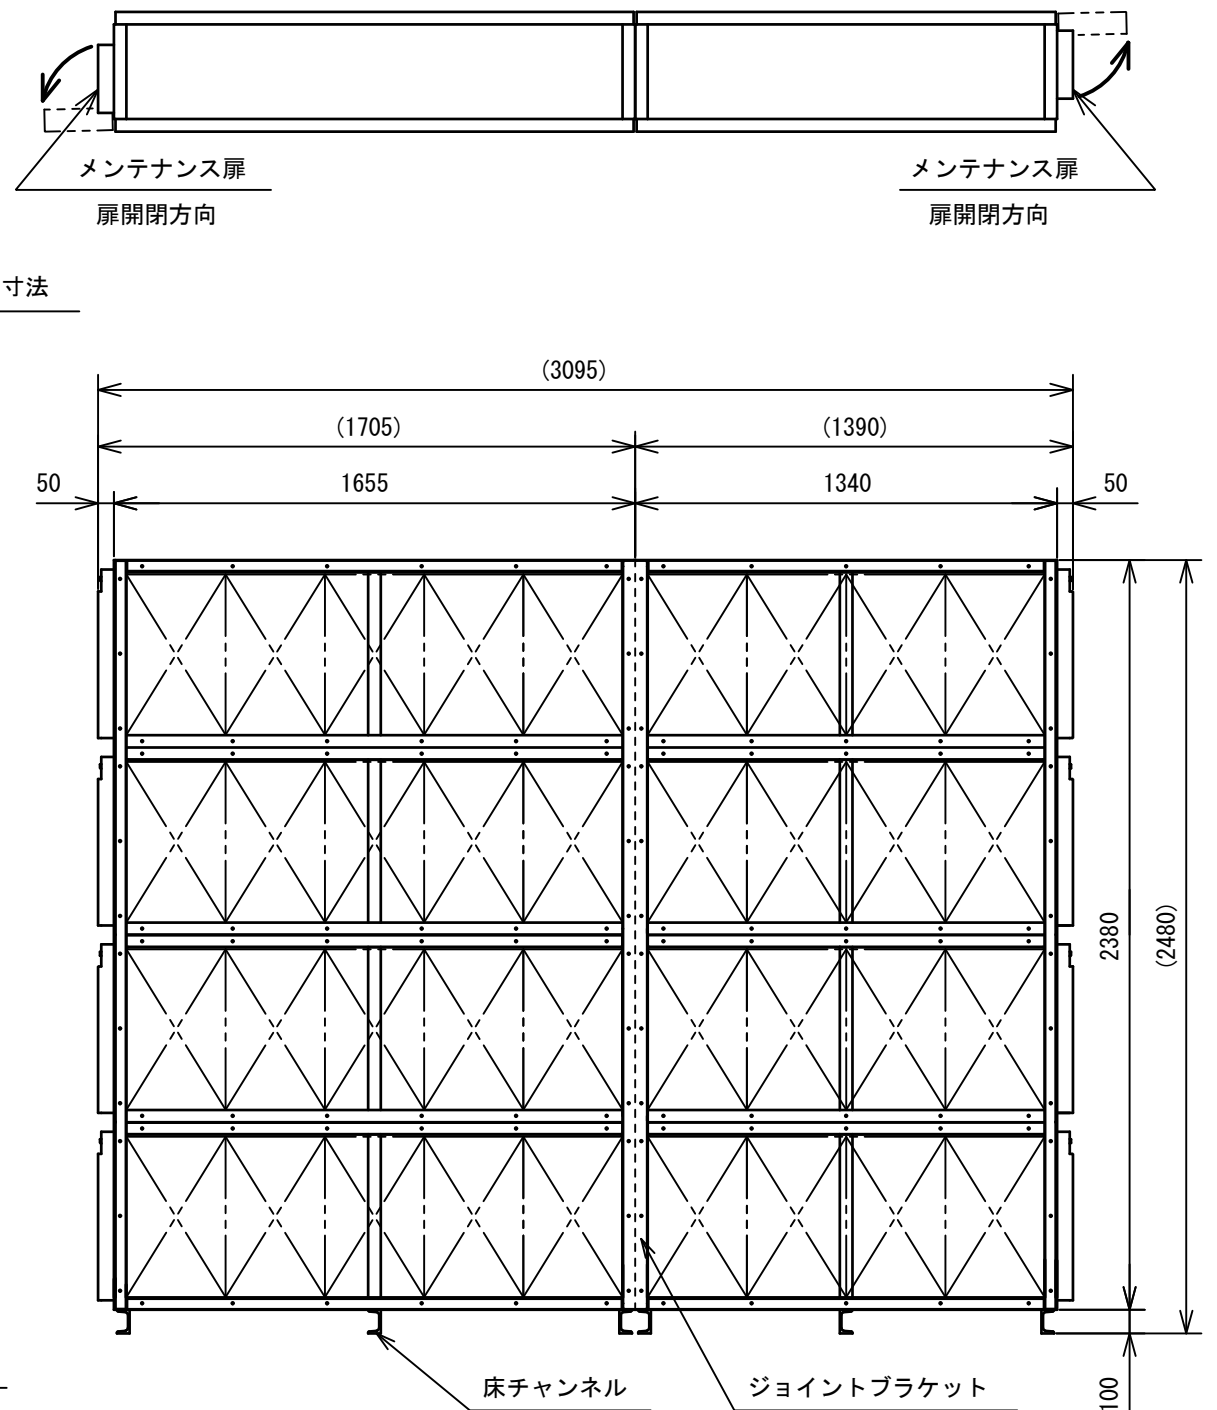 メンテナンス扉
扉開閉方向
メンテナンス扉
扉開閉方向
寸法
(3095)
(1705)
(1390)
50
1655
1340
50
2380
(2480)
100
床チャンネル
ジョイントブラケット